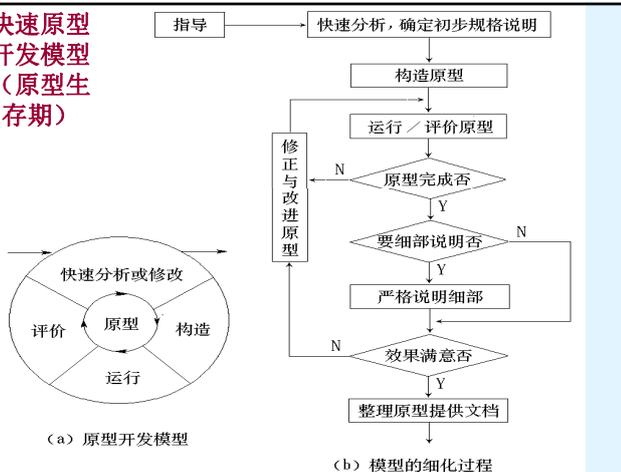 快速原型
开发模型
（原型生
存期）
指导
快速分析，确定初步规格说明
构造原型
运行／评价原型
修正与改进原型
N
原型完成否
Y
要细部说明否
N
Y
严格说明细部
N
效果满意否
Y
整理原型提供文档
快速分析或修改
评价
原型
构造
运行
（a）原型开发模型
（b）模型的细化过程